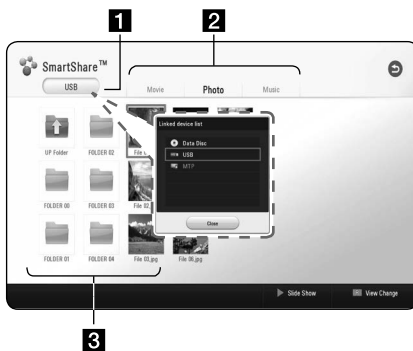 1
2
SmartShare™
USB
Movie Photo Music
Linked device list
Data Disc
USB
MTP
Close
UP Folder FOLDER 02
FOLDER 00 FOLDER 03 File 02.
FOLDER 01 FOLDER 04 File 03.jpg File 06.jpg
Slide Show View Change
3